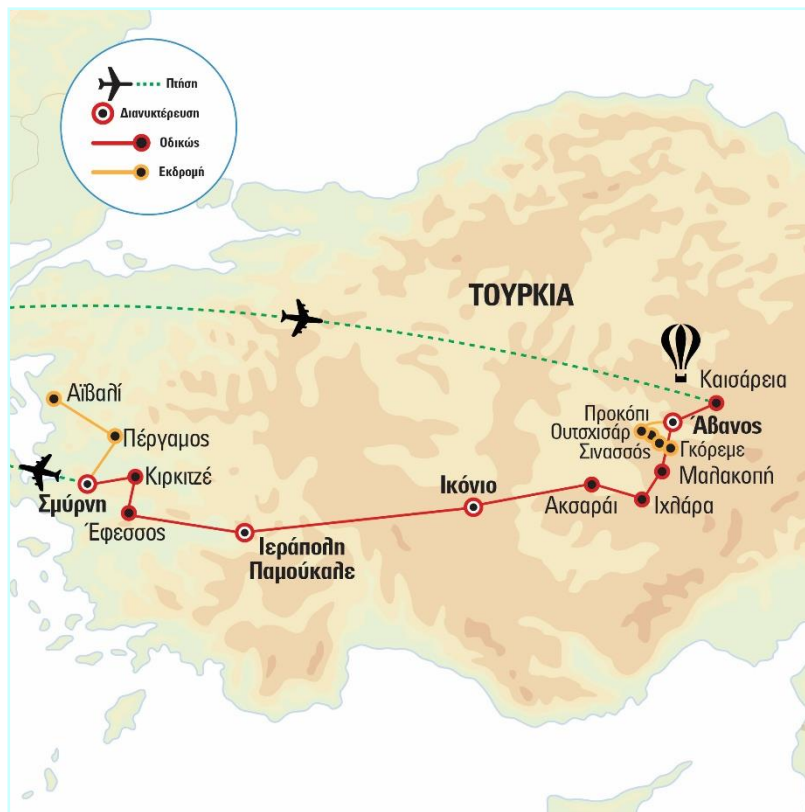 Πτήση
Διανυκτέρευση
Οδικώς
Εκδρομή
ΤΟΥΡΚΙΑ
Καισάρεια
Προκόπι
Άβανος
Ουτσχισάρ
Σινασσός
Γκόρεμε
Μαλακοπή
Ιχλάρα
Ακσαράι
Ικόνιο
Αϊβαλί
Πέργαμος
Κιρκιτζέ
Σμύρνη
Έφεσσος
Ιεράπολη
Παμούκαλε